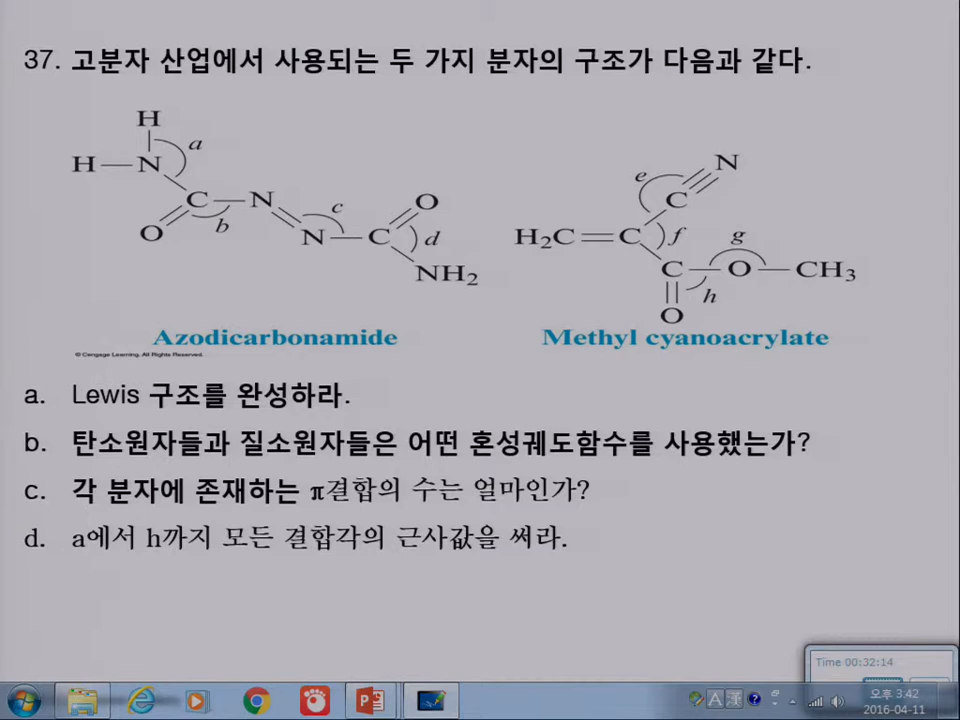 37. 고분자 산업에서 사용되는 두 가지 분자의 구조가 다음과 같다.
H
a
H N
C N
O b
c
N C
O
d
NH2
e
N
C
H2C C f
g
C O CH3
h
O
Azodicarbonamide
Methyl cyanoacrylate
© Cengage Learning. All Rights Reserved.
a. Lewis 구조를 완성하라.
b. 탄소원자들과 질소원자들은 어떤 혼성궤도함수를 사용했는가?
c. 각 분자에 존재하는 π결합의 수는 얼마인가?
d. a에서 h까지 모든 결합각의 근사값을 써라.
Time 00:32:14
A 漢
오후 3:42
2016-04-11